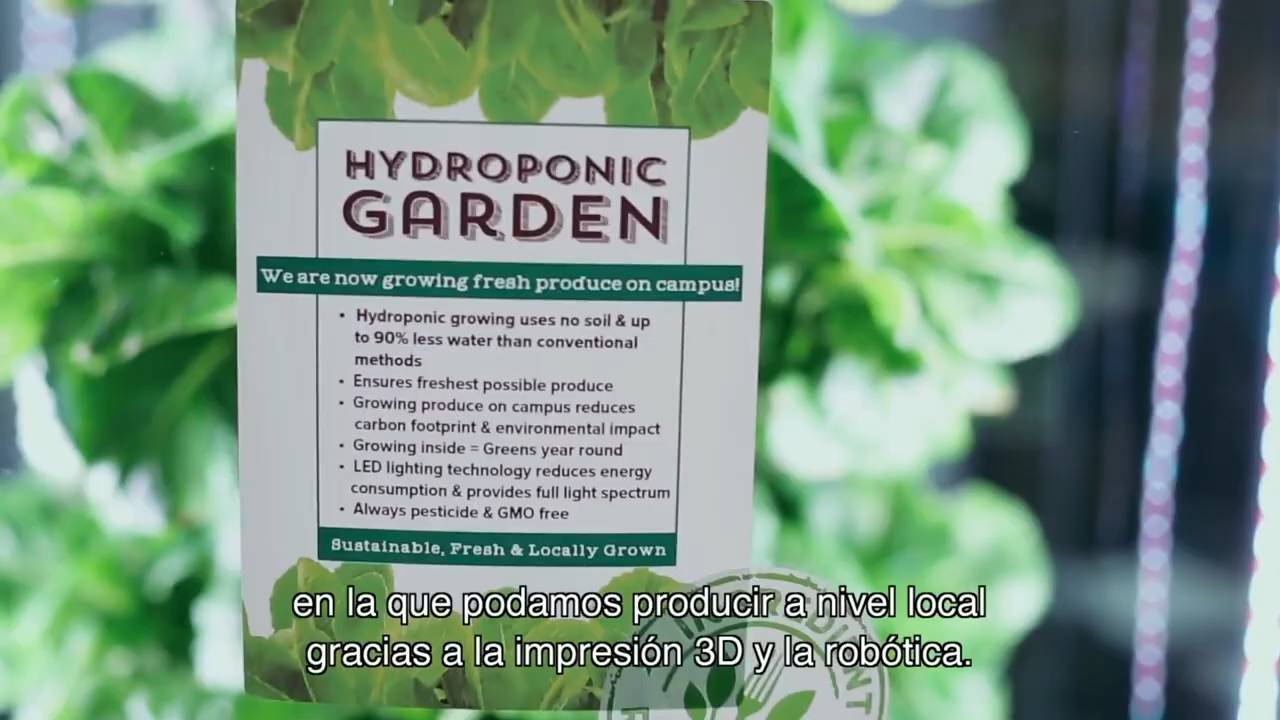 HYDROPONIC
GARDEN
We are now growing fresh produce on campus!
• Hydroponic growing uses no soil & up
to 90% less water than conventional
methods
• Ensures freshest possible produce
• Growing produce on campus reduces
carbon footprint & environmental impact
• Growing inside = Greens year round
• LED lighting technology reduces energy
consumption & provides full light spectrum
• Always pesticide & GMO free
Sustainable, Fresh & Locally Grown
en la que podamos producir a nivel local
gracias a la impresión 3D y la robótica.